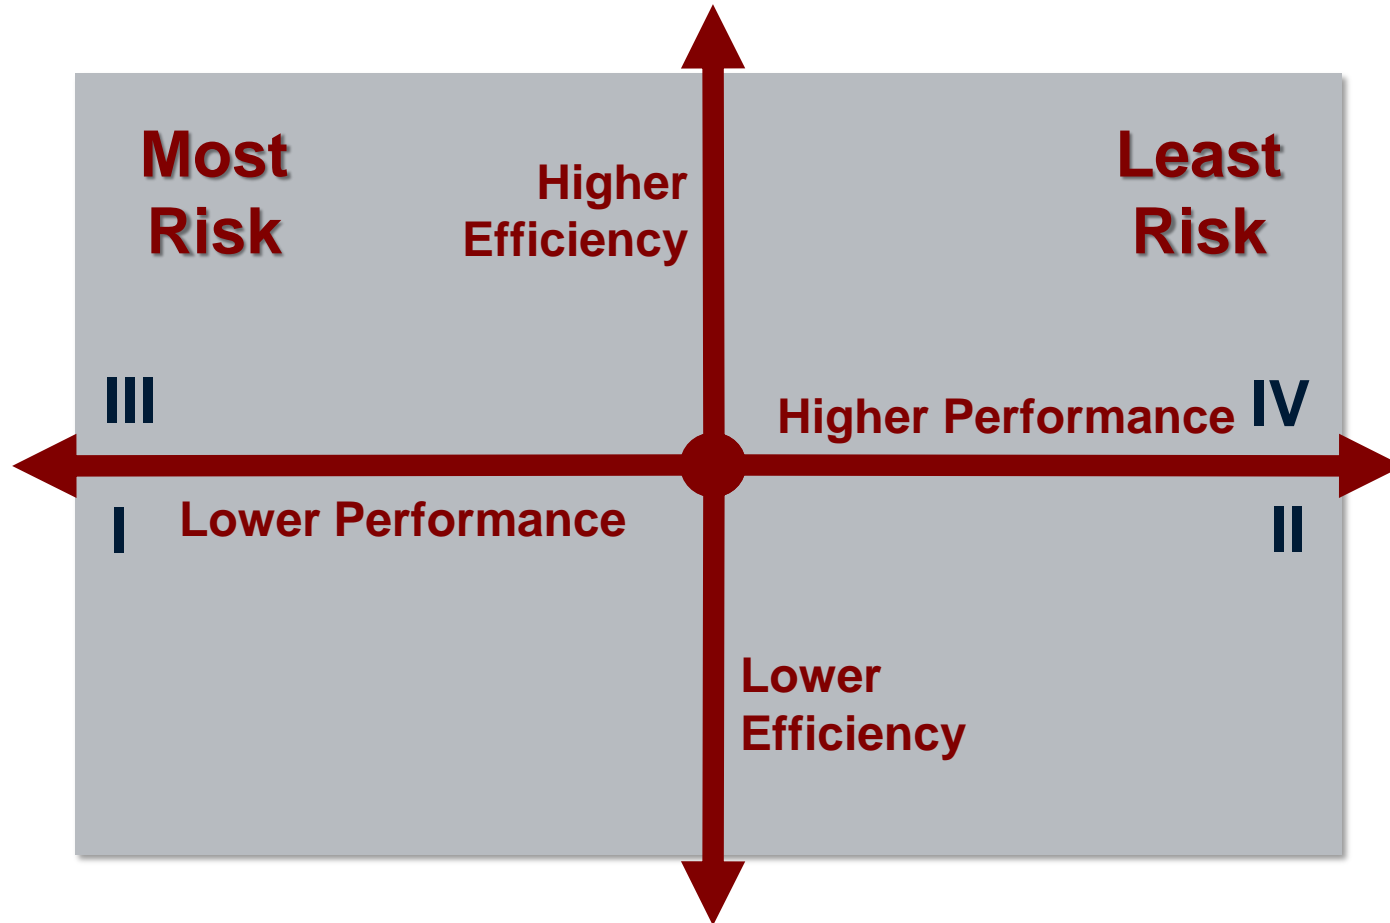 Most
Risk
Higher
Efficiency
Least
Risk
III
Higher Performance
IV
I
Lower Performance
II
Lower
Efficiency